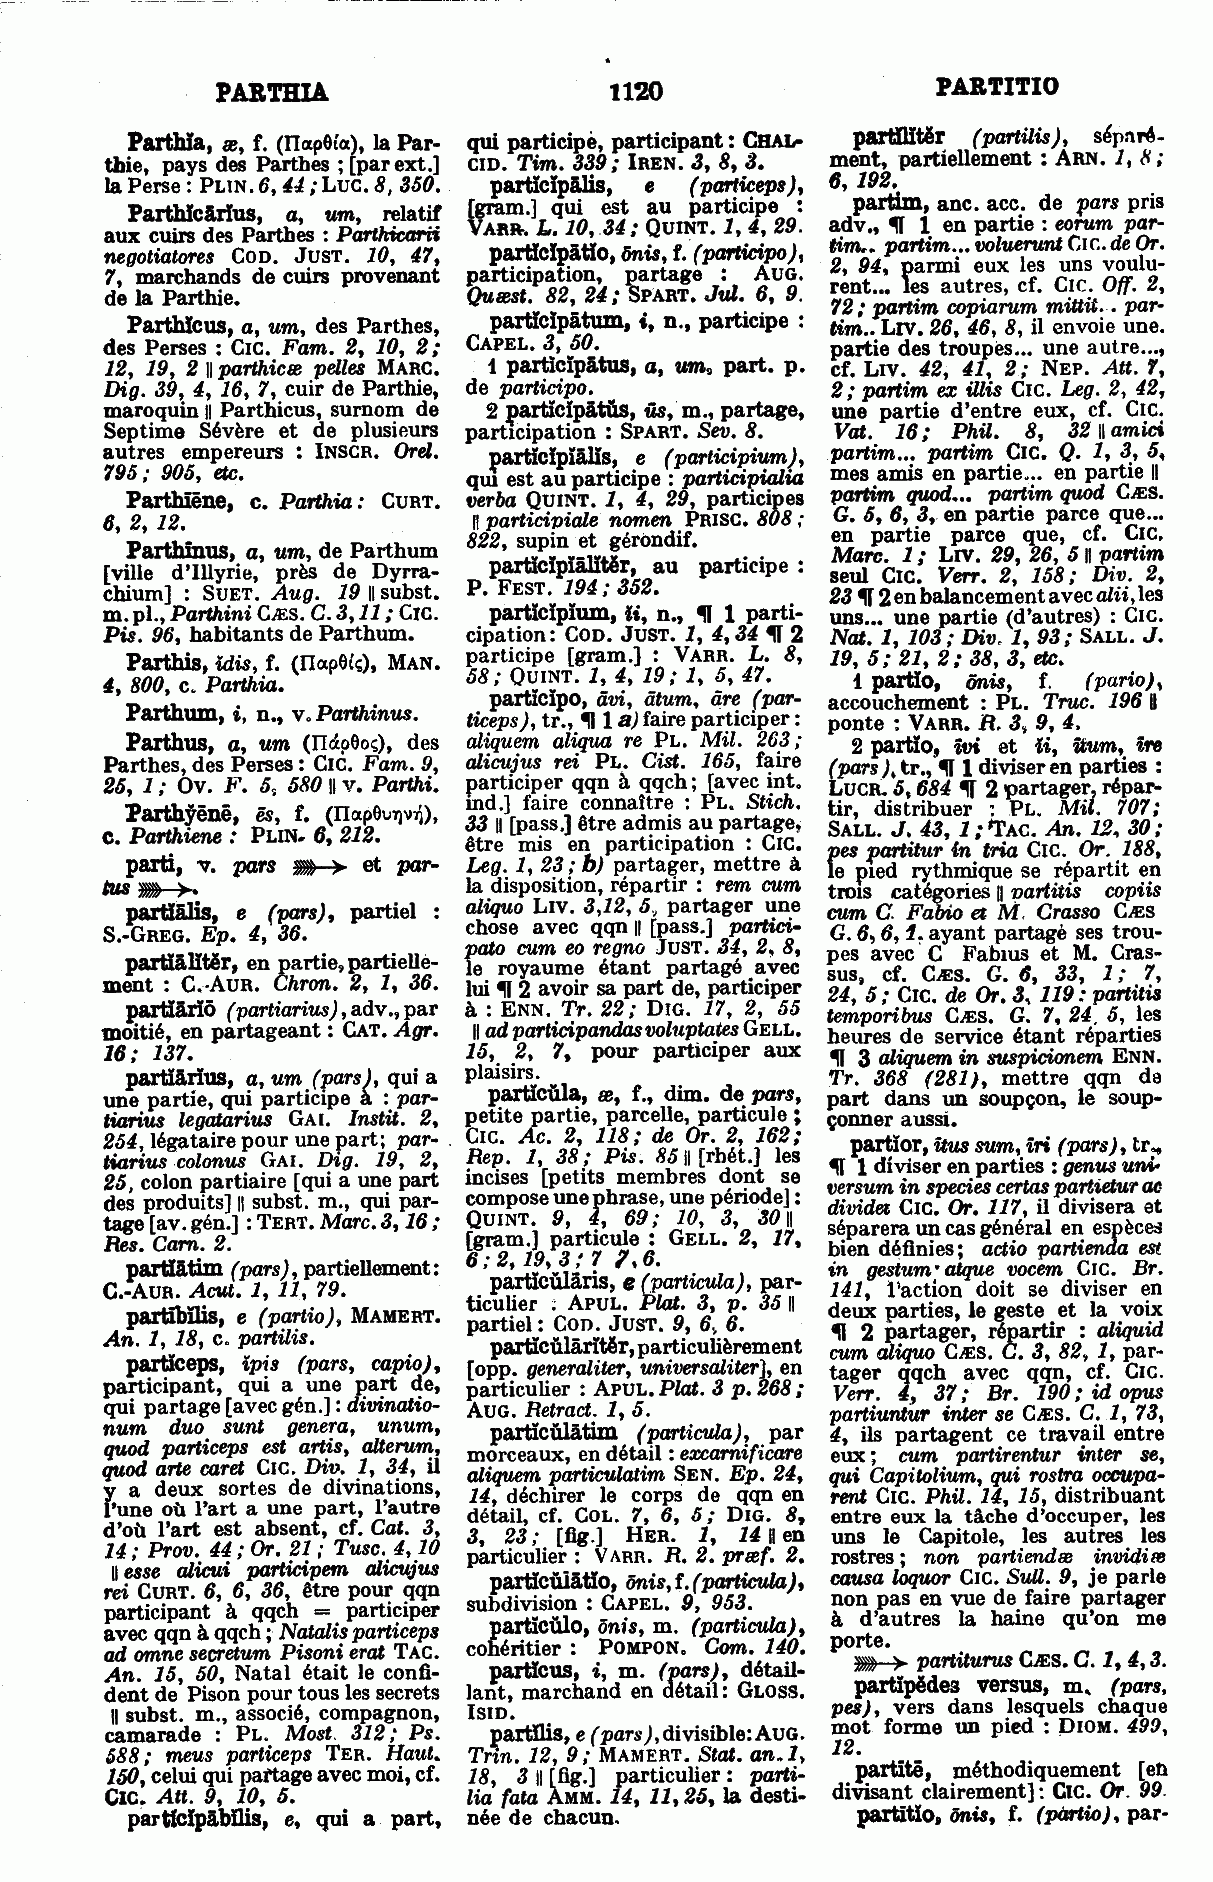 PARTHIA
1120
PARTITIO
Parthĭa, æ, f. (Παρθία), la Par-
thie, pays des Parthes ; [par ext.]
la Perse : PLIN. 6, 44 ; LUC. 8, 350.
Parthĭcārĭus, a, um, relatif
aux cuirs des Parthes : Parthicarii
negotiatores COD. JUST. 10, 47,
7, marchands de cuirs provenant
de la Parthie.
Parthĭcus, a, um, des Parthes,
des Perses : CIC. Fam. 2, 10, 2 ;
12, 19, 2 || parthicæ pelles MARC.
Dig. 39, 4, 16, 7, cuir de Parthie,
maroquin || Parthicus, surnom de
Septime Sévère et de plusieurs
autres empereurs : INSCR. Orel.
795 ; 905, etc.
Parthĭēne, c. Parthia : CURT.
6, 2, 12.
Parthīnus, a, um, de Parthum
[ville d'Illyrie, près de Dyrra-
chium] : SUET. Aug. 19 || subst.
m. pl., Parthini CÆS. C. 3, 11 ; CIC.
Pis. 96, habitants de Parthum.
Parthis, ĭdis, f. (Παρθίς), MAN.
4, 800, c. Parthia.
Parthum, i, n., v. Parthinus.
Parthus, a, um (Πάρθος), des
Parthes, des Perses : CIC. Fam. 9,
25, 1 ; OV. F. 5, 580 || v. Parthi.
Parthўēnē, ēs, f. (Παρθυηνή),
c. Parthiene : PLIN. 6, 212.
parti, v. pars ⟶ et par-
tus ⟶.
partĭālis, e (pars), partiel :
S.-GREG. Ep. 4, 36.
partĭālĭtĕr, en partie, partielle-
ment : C.-AUR. Chron. 2, 1, 36.
partĭārĭō (partiarius), adv., par
moitié, en partageant : CAT. Agr.
16 ; 137.
partĭārĭus, a, um (pars), qui a
une partie, qui participe à : par-
tiarius legatarius GAI. Instit. 2,
254, légataire pour une part ; par-
tiarius colonus GAI. Dig. 19, 2,
25, colon partiaire [qui a une part
des produits] || subst. m., qui par-
tage [av. gén.] : TERT. Marc. 3, 16 ;
Res. Carn. 2.
partĭātim (pars), partiellement :
C.-AUR. Acut. 1, 11, 79.
partībĭlis, e (partio), MAMERT.
An. 1, 18, c. partilis.
partĭceps, ĭpis (pars, capio),
participant, qui a une part de,
qui partage [avec gén.] : divinatio-
num duo sunt genera, unum,
quod particeps est artis, alterum,
quod arte caret CIC. Div. 1, 34, il
y a deux sortes de divinations,
l'une où l'art a une part, l'autre
d'où l'art est absent, cf. Cat. 3,
14 ; Prov. 44 ; Or. 21 ; Tusc. 4, 10
|| esse alicui participem alicujus
rei CURT. 6, 6, 36, être pour qqn
participant à qqch = participer
avec qqn à qqch ; Natalis particeps
ad omne secretum Pisoni erat TAC.
An. 15, 50, Natal était le confi-
dent de Pison pour tous les secrets
|| subst. m., associé, compagnon,
camarade : PL. Most. 312 ; Ps.
588 ; meus particeps TER. Haut.
150, celui qui partage avec moi, cf.
CIC. Att. 9, 10, 5.
partĭcĭpābĭlis, e, qui a part,
qui participe, participant : CHAL-
CID. Tim. 339 ; IREN. 3, 8, 3.
partĭcĭpālis, e (particeps),
[gram.] qui est au participe :
VARR. L. 10, 34 ; QUINT. 1, 4, 29.
partĭcĭpātĭo, ōnis, f. (participo),
participation, partage : AUG.
Quæst. 82, 24 ; SPART. Jul. 6, 9.
partĭcĭpātum, i, n., participe :
CAPEL. 3, 50.
1 partĭcĭpātus, a, um, part. p.
de participo.
2 partĭcĭpātŭs, ūs, m., partage,
participation : SPART. Sev. 8.
partĭcĭpĭālis, e (participium),
qui est au participe : participialia
verba QUINT. 1, 4, 29, participes
|| participiale nomen PRISC. 808 ;
822, supin et gérondif.
partĭcĭpĭālĭtĕr, au participe :
P. FEST. 194 ; 352.
partĭcĭpĭum, ĭi, n., ¶ 1 parti-
cipation : COD. JUST. 1, 4, 34 ¶ 2
participe [gram.] : VARR. L. 8,
58 ; QUINT. 1, 4, 19 ; 1, 5, 47.
partĭcĭpo, āvi, ātum, āre (par-
ticeps), tr., ¶ 1 a) faire participer :
aliquem aliqua re PL. Mil. 263 ;
alicujus rei PL. Cist. 165, faire
participer qqn à qqch ; [avec int.
ind.] faire connaître : PL. Stich.
33 || [pass.] être admis au partage,
être mis en participation : CIC.
Leg. 1, 23 ; b) partager, mettre à
la disposition, répartir : rem cum
aliquo LIV. 3,12, 5, partager une
chose avec qqn || [pass.] partici-
pato cum eo regno JUST. 34, 2, 8,
le royaume étant partagé avec
lui ¶ 2 avoir sa part de, participer
à : ENN. Tr. 22 ; DIG. 17, 2, 55
|| ad participandas voluptates GELL.
15, 2, 7, pour participer aux
plaisirs.
partĭcŭla, æ, f., dim. de pars,
petite partie, parcelle, particule ;
CIC. Ac. 2, 118 ; de Or. 2, 162 ;
Rep. 1, 38 ; Pis. 85 || [rhét.] les
incises [petits membres dont se
compose une phrase, une période] :
QUINT. 9, 4, 69 ; 10, 3, 30 ||
[gram.] particule : GELL. 2, 17,
6 ; 2, 19, 3 ; 7 7, 6.
partĭcŭlāris, e (particula), par-
ticulier : APUL. Plat. 3, p. 35 ||
partiel : COD. JUST. 9, 6, 6.
partĭcŭlārĭtĕr, particulièrement
[opp. generaliter, universaliter], en
particulier : APUL. Plat. 3 p. 268 ;
AUG. Retract. 1, 5.
partĭcŭlātim (particula), par
morceaux, en détail : excarnificare
aliquem particulatim SEN. Ep. 24,
14, déchirer le corps de qqn en
détail, cf. COL. 7, 6, 5 ; DIG. 8,
3, 23 ; [fig.] HER. 1, 14 || en
particulier : VARR. R. 2. præf. 2.
partĭcŭlātĭo, ōnis, f. (particula),
subdivision : CAPEL. 9, 953.
partĭcŭlo, ōnis, m. (particula),
cohéritier : POMPON. Com. 140.
partĭcus, i, m. (pars), détail-
lant, marchand en détail : GLOSS.
ISID.
partīlis, e (pars), divisible : AUG.
Trin. 12, 9 ; MAMERT. Stat. an. 1,
18, 3 || [fig.] particulier : parti-
lia fata AMM. 14, 11, 25, la desti-
née de chacun.
partīlĭtĕr (partilis), séparé-
ment, partiellement : ARN. 1, 8 ;
6, 192.
partim, anc. acc. de pars pris
adv., ¶ 1 en partie : eorum par-
tim... partim... voluerunt CIC. de Or.
2, 94, parmi eux les uns voulu-
rent... les autres, cf. CIC. Off. 2,
72 ; partim copiarum mittit... par-
tim.. LIV. 26, 46, 8, il envoie une
partie des troupes... une autre...,
cf. LIV. 42, 41, 2 ; NEP. Att. 7,
2 ; partim ex illis CIC. Leg. 2, 42,
une partie d'entre eux, cf. CIC.
Vat. 16 ; Phil. 8, 32 || amici
partim... partim CIC. Q. 1, 3, 5,
mes amis en partie... en partie ||
partim quod... partim quod CÆS.
G. 5, 6, 3, en partie parce que...
en partie parce que, cf. CIC.
Marc. 1 ; LIV. 29, 26, 5 || partim
seul CIC. Verr. 2, 158 ; Div. 2,
23 ¶ 2 en balancement avec alii, les
uns... une partie (d'autres) : CIC.
Nat. 1, 103 ; Div. 1, 93 ; SALL. J.
19, 5 ; 21, 2 ; 38, 3, etc.
1 partĭo, ōnis, f. (pario),
accouchement : PL. Truc. 196 ||
ponte : VARR. R. 3, 9, 4.
2 partĭo, īvi et ĭi, ītum, īre
(pars), tr., ¶ 1 diviser en parties :
LUCR. 5, 684 ¶ 2 partager, répar-
tir, distribuer : PL. Mil. 707 ;
SALL. J. 43, 1 ; TAC. An. 12, 30 ;
pes partitur in tria CIC. Or. 188,
le pied rythmique se répartit en
trois catégories || partitis copiis
cum C. Fabio et M. Crasso CÆS
G. 6, 6, 1, ayant partagé ses trou-
pes avec C Fabius et M. Cras-
sus, cf. CÆS. G. 6, 33, 1 ; 7,
24, 5 ; CIC. de Or. 3, 119 : partitis
temporibus CÆS. G. 7, 24, 5, les
heures de service étant réparties
¶ 3 aliquem in suspicionem ENN.
Tr. 368 (281), mettre qqn de
part dans un soupçon, le soup-
çonner aussi.
partĭor, ītus sum, īri (pars), tr.,
¶ 1 diviser en parties : genus uni-
versum in species certas partietur ac
dividet CIC. Or. 117, il divisera et
séparera un cas général en espèces
bien définies ; actio partienda est
in gestum atque vocem CIC. Br.
141, l'action doit se diviser en
deux parties, le geste et la voix
¶ 2 partager, répartir : aliquid
cum aliquo CÆS. C. 3, 82, 1, par-
tager qqch avec qqn, cf. CIC.
Verr. 4, 37 ; Br. 190 ; id opus
partiuntur inter se CÆS. C. 1, 73,
4, ils partagent ce travail entre
eux ; cum partirentur inter se,
qui Capitolium, qui rostra occupa-
rent CIC. Phil. 14, 15, distribuant
entre eux la tâche d'occuper, les
uns le Capitole, les autres les
rostres ; non partiendæ invidiæ
causa loquor CIC. Sull. 9, je parle
non pas en vue de faire partager
à d'autres la haine qu'on me
porte.
⟶ partiturus CÆS. C. 1, 4, 3.
partĭpĕdes versus, m. (pars,
pes), vers dans lesquels chaque
mot forme un pied : DIOM. 499,
12.
partītē, méthodiquement [en
divisant clairement] : CIC. Or. 99.
partītĭo, ōnis, f. (partio), par-